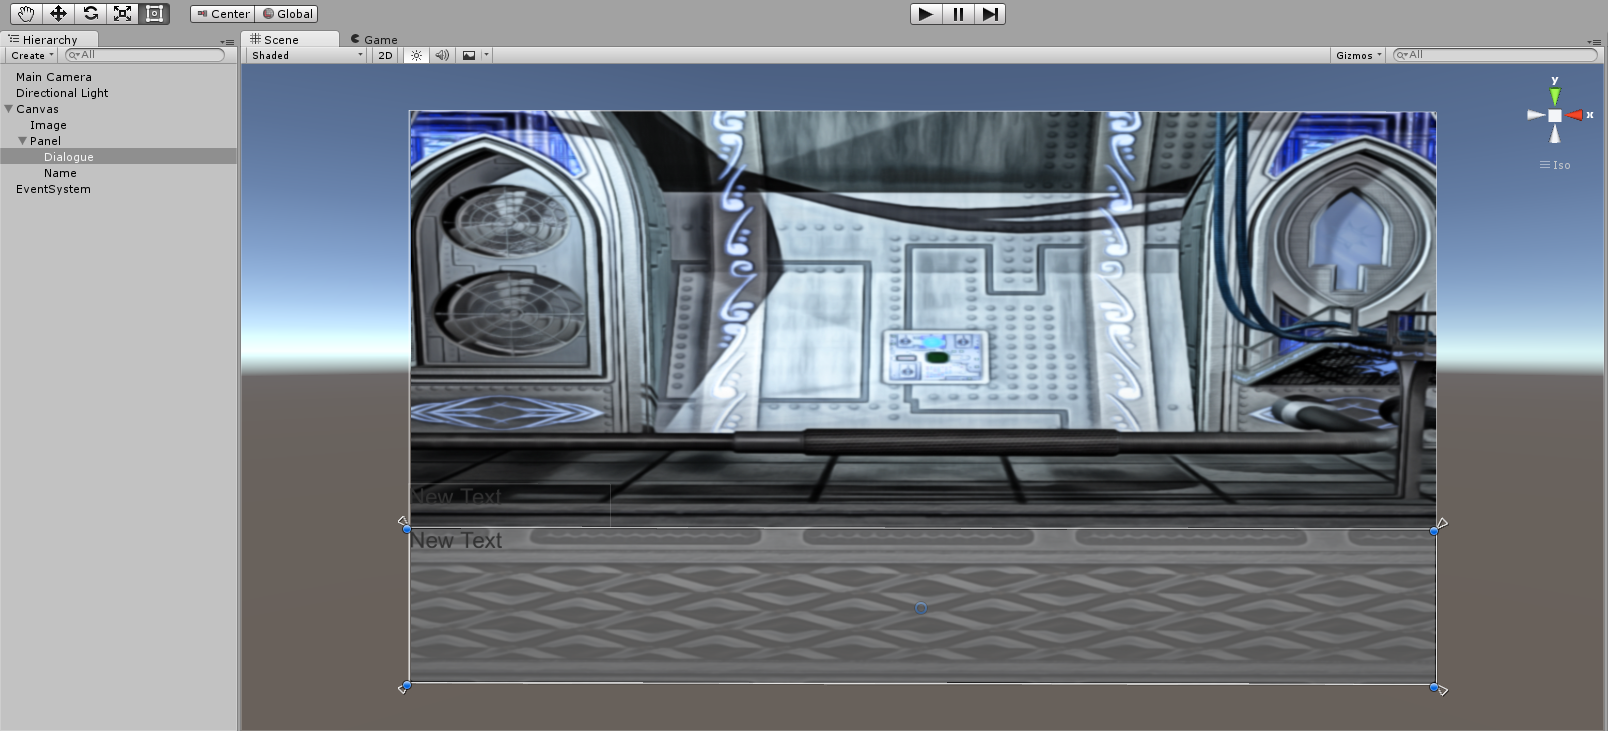 Center Global
Hierarchy
Create All
Main Camera
Directional Light
Canvas
Image
Panel
Dialogue
Name
EventSystem
Scene Game
Shaded 2D Gizmos All
y
x
Iso
New Text
New Text